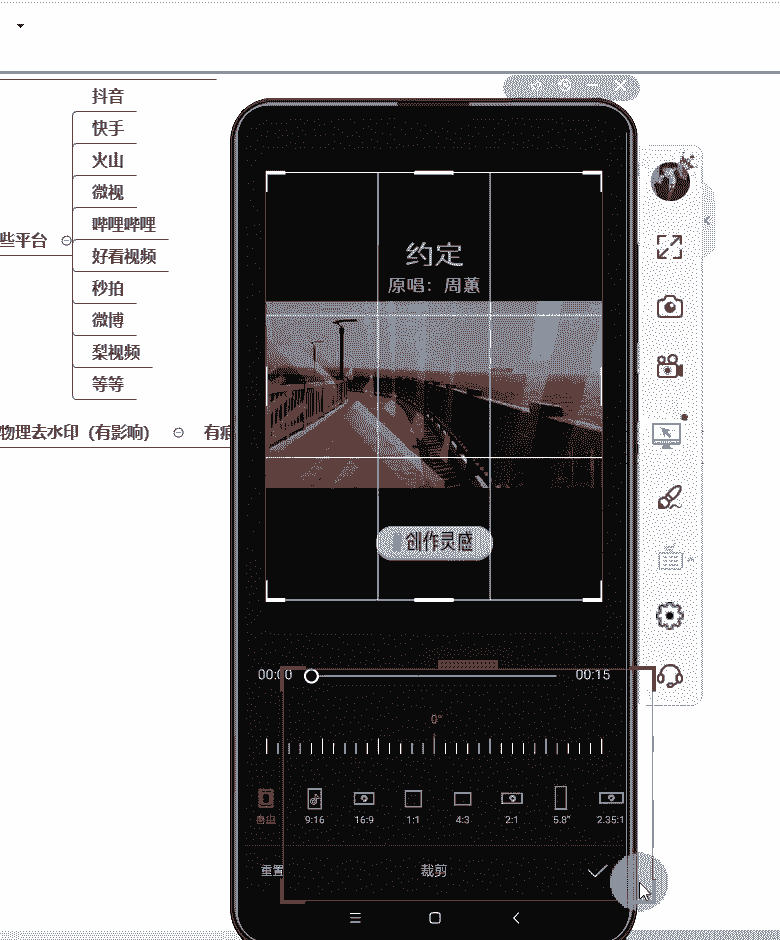 抖音
快手
火山
微视
哔哩哔哩
些平台
好看视频
秒拍
微博
梨视频
等等
物理去水印（有影响）
有痕
约定
原唱：周蕙
创作灵感
00:00
00:15
0°
自由
9:16
16:9
1:1
4:3
2:1
5.8"
2.35:1
重置
裁剪